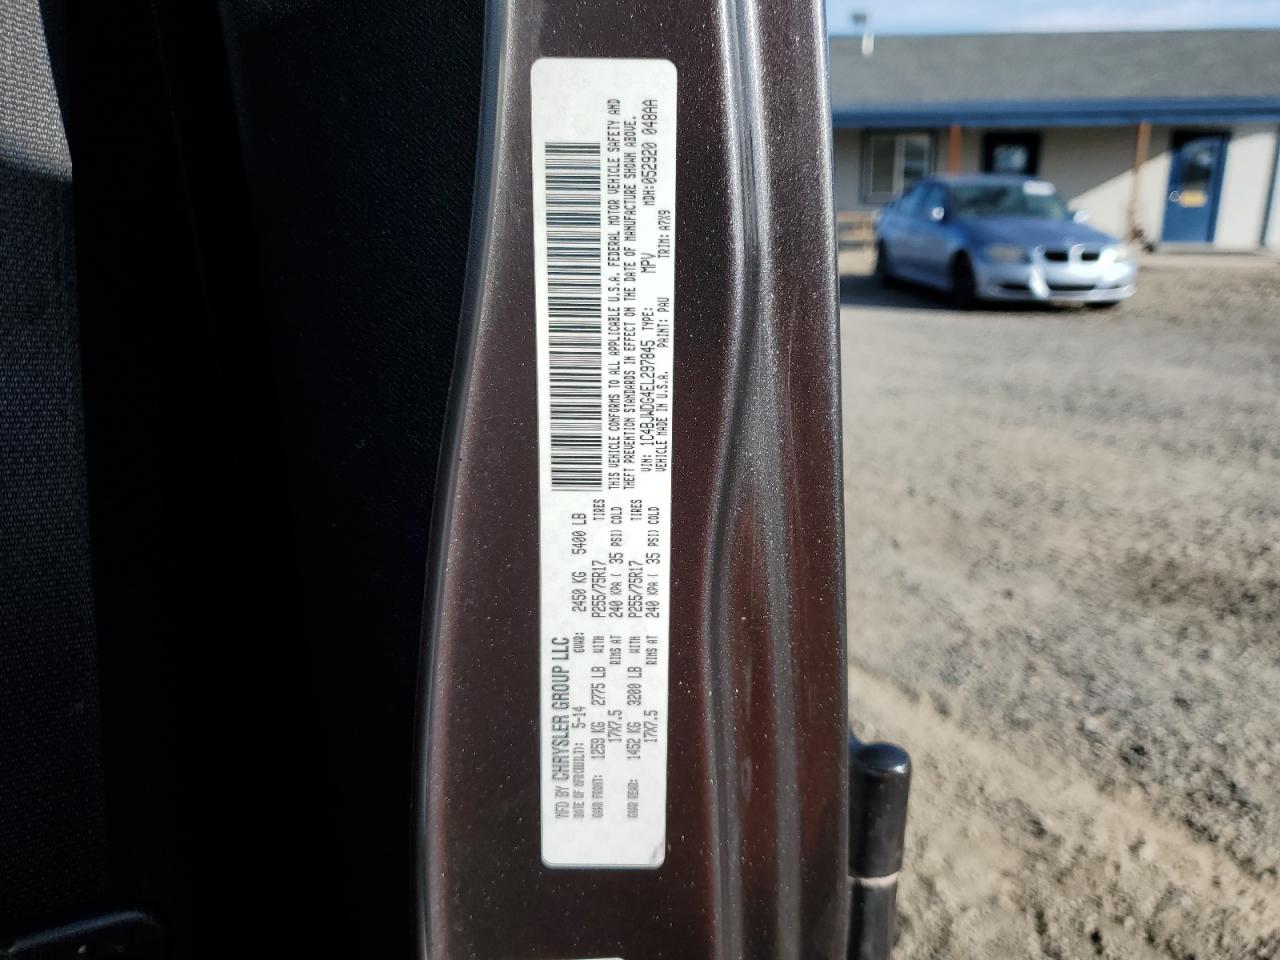 MFD BY CHRYSLER GROUP LLC
DATE OF MFR(BUILT): 5-14 GVWR: 2450 KG 5400 LB
GAWR FRONT: 1259 KG 2775 LB WITH P255/75R17 TIRES
17X7.5 RIMS AT 240 KPA ( 35 PSI) COLD
GAWR REAR: 1452 KG 3200 LB WITH P255/75R17 TIRES
17X7.5 RIMS AT 240 KPA ( 35 PSI) COLD
THIS VEHICLE CONFORMS TO ALL APPLICABLE U.S.A. FEDERAL MOTOR VEHICLE SAFETY AND
THEFT PREVENTION STANDARDS IN EFFECT ON THE DATE OF MANUFACTURE SHOWN ABOVE.
VIN: 1C4BJWDG4EL297845 TYPE: MPV MDH:052920 048AA
VEHICLE MADE IN U.S.A. PAINT: PAU TRIM: A7X9